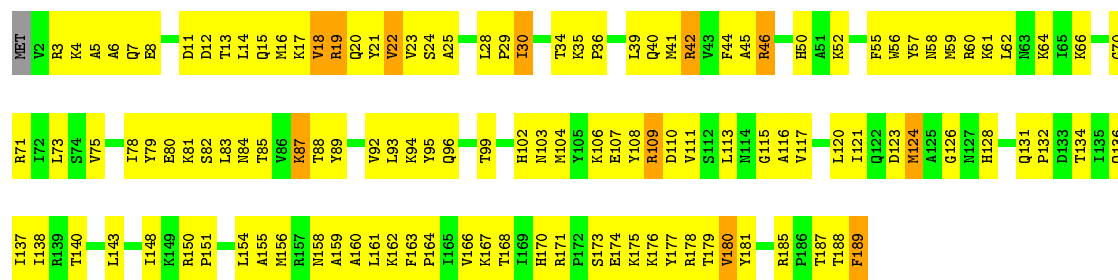 MET V2 R3 K4 A5 A6 Q7 E8 D11 D12 T13 L14 Q15 M16 K17 V18 R19 Q20 Y21 V22 V23 S24 A25 L28 P29 I30 T34 K35 P36 L39 Q40 M41 R42 V43 F44 A45 R46 H50 A51 K52 F55 W56 Y57 N58 M59 R60 K61 L62 N63 K64 I65 K66
R71 I72 L73 S74 V75 I78 Y79 E80 K81 S82 L83 N84 T85 V86 K87 T88 Y89 V92 L93 K94 Y95 Q96 T99 H102 N103 M104 Y105 K106 E107 Y108 R109 D110 V111 S112 L113 N114 G115 A116 V117 L120 I121 Q122 D123 M124 A125 G126 N127 H128 Q131 P132 D133 T134 I135
I137 I138 R139 T140 L143 I148 K149 R150 P151 L154 A155 M156 R157 N158 A159 A160 L161 K162 F163 P164 I165 V166 K167 T168 I169 H170 R171 P172 S173 E174 K175 K176 Y177 R178 T179 Y180 Y181 R185 P186 T187 T188 F189